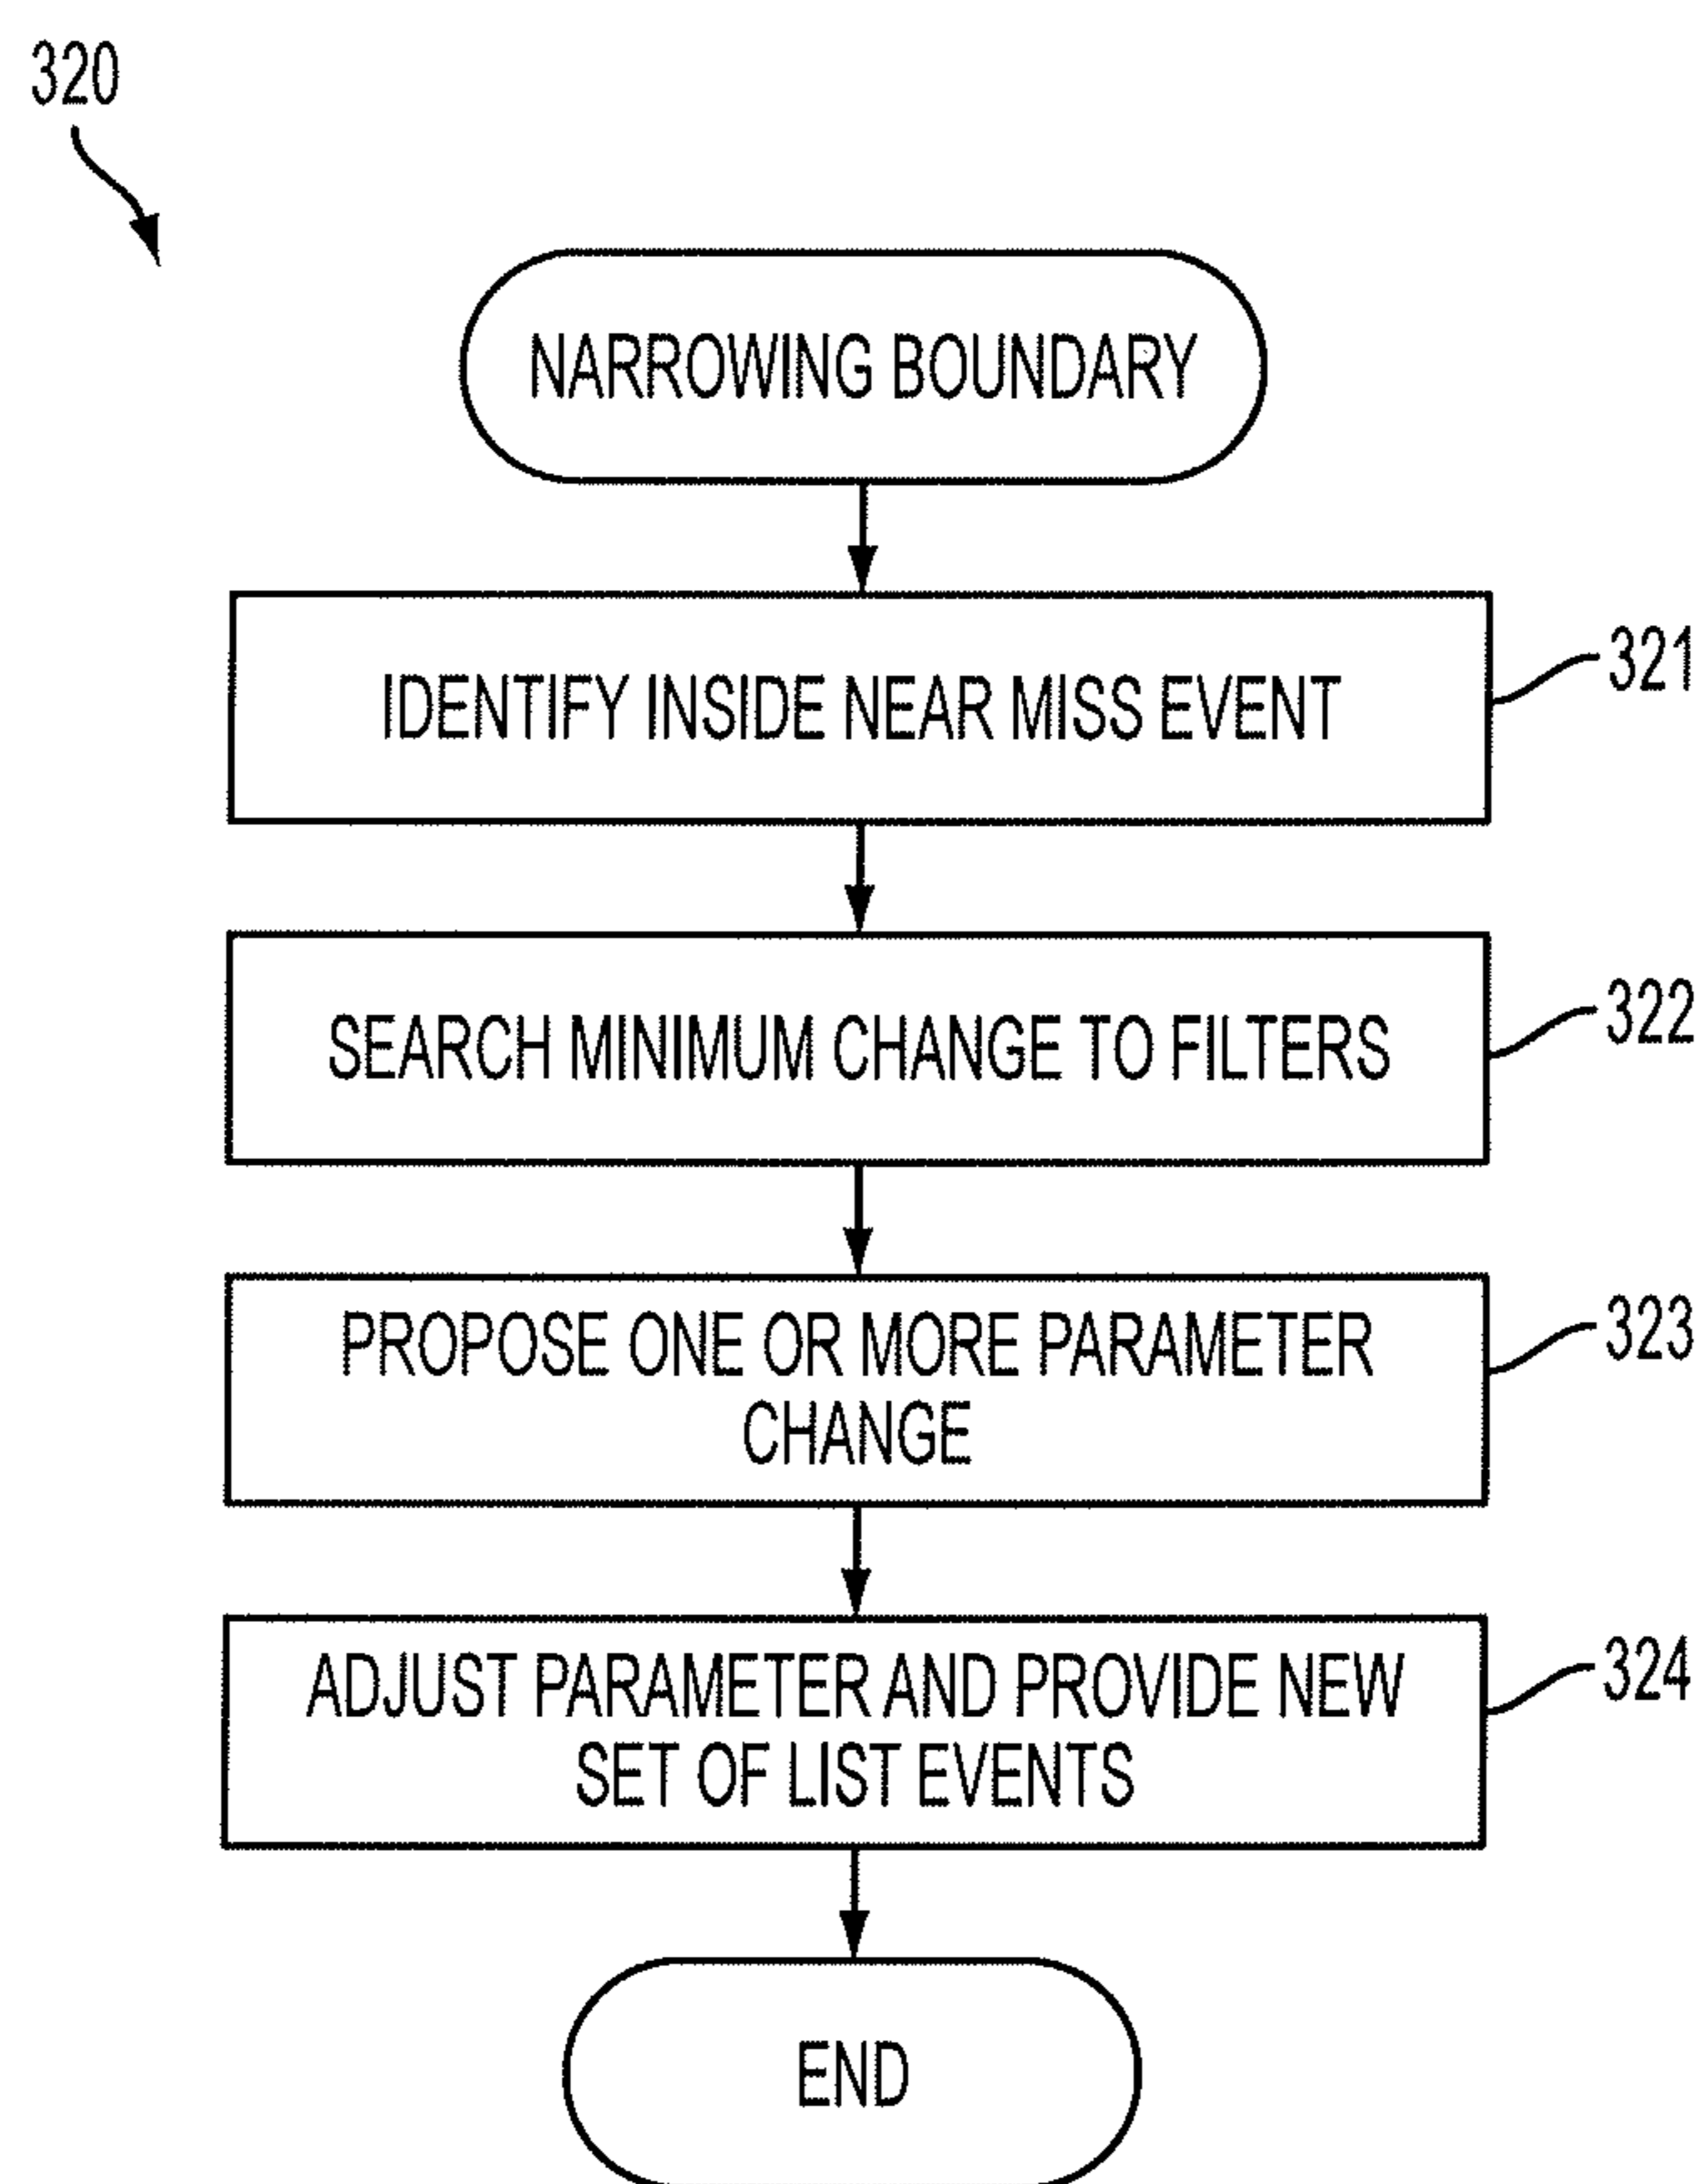 320
NARROWING BOUNDARY
IDENTIFY INSIDE NEAR MISS EVENT
321
SEARCH MINIMUM CHANGE TO FILTERS
322
PROPOSE ONE OR MORE PARAMETER
CHANGE
323
ADJUST PARAMETER AND PROVIDE NEW
SET OF LIST EVENTS
324
END